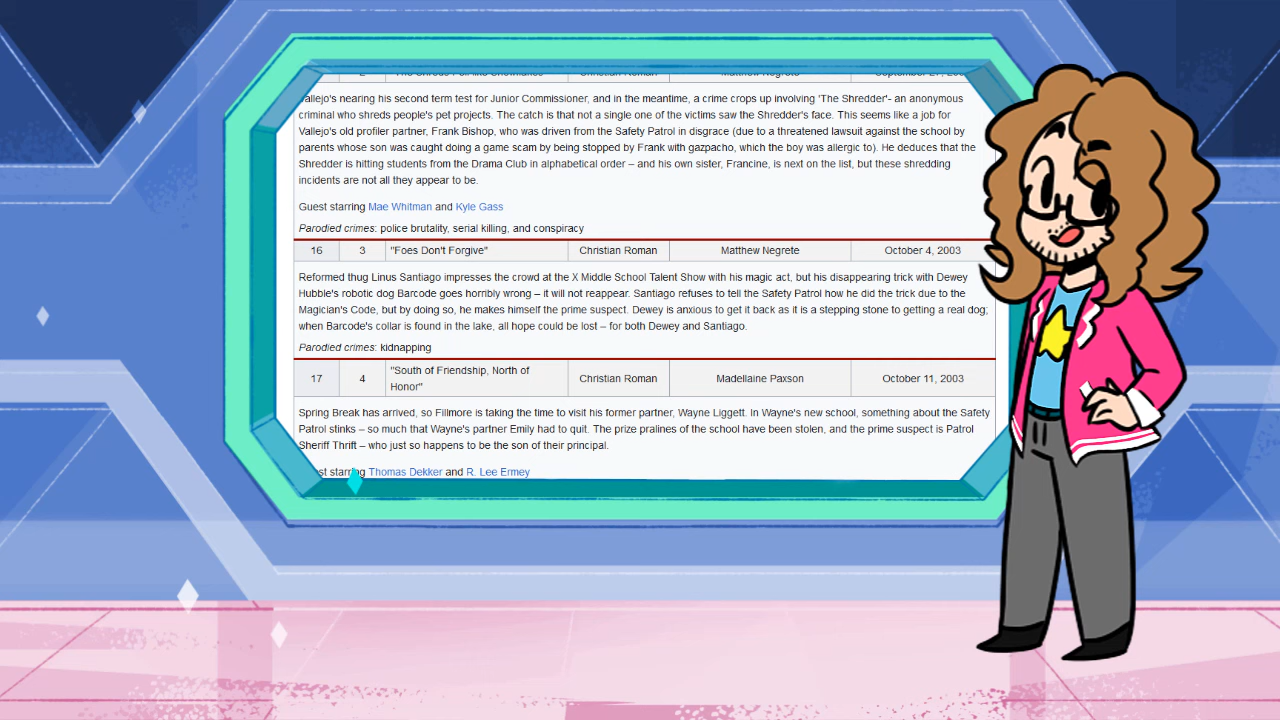 Vallejo's nearing his second term test for Junior Commissioner, and in the meantime, a crime crops up involving 'The Shredder'- an anonymous
criminal who shreds people's pet projects. The catch is that not a single one of the victims saw the Shredder's face. This seems like a job for
Vallejo's old profiler partner, Frank Bishop, who was driven from the Safety Patrol in disgrace (due to a threatened lawsuit against the school by
parents whose son was caught doing a game scam by being stopped by Frank with gazpacho, which the boy was allergic to). He deduces that the
Shredder is hitting students from the Drama Club in alphabetical order – and his own sister, Francine, is next on the list, but these shredding
incidents are not all they appear to be.
Guest starring Mae Whitman and Kyle Gass
Parodied crimes: police brutality, serial killing, and conspiracy
16 3 "Foes Don't Forgive" Christian Roman Matthew Negrete October 4, 2003
Reformed thug Linus Santiago impresses the crowd at the X Middle School Talent Show with his magic act, but his disappearing trick with Dewey
Hubble's robotic dog Barcode goes horribly wrong – it will not reappear. Santiago refuses to tell the Safety Patrol how he did the trick due to the
Magician's Code, but by doing so, he makes himself the prime suspect. Dewey is anxious to get it back as it is a stepping stone to getting a real dog;
when Barcode's collar is found in the lake, all hope could be lost – for both Dewey and Santiago.
Parodied crimes: kidnapping
17 4 "South of Friendship, North of
Honor" Christian Roman Madellaine Paxson October 11, 2003
Spring Break has arrived, so Fillmore is taking the time to visit his former partner, Wayne Liggett. In Wayne's new school, something about the Safety
Patrol stinks – so much that Wayne's partner Emily had to quit. The prize pralines of the school have been stolen, and the prime suspect is Patrol
Sheriff Thrift – who just so happens to be the son of their principal.
starring Thomas Dekker and R. Lee Ermey